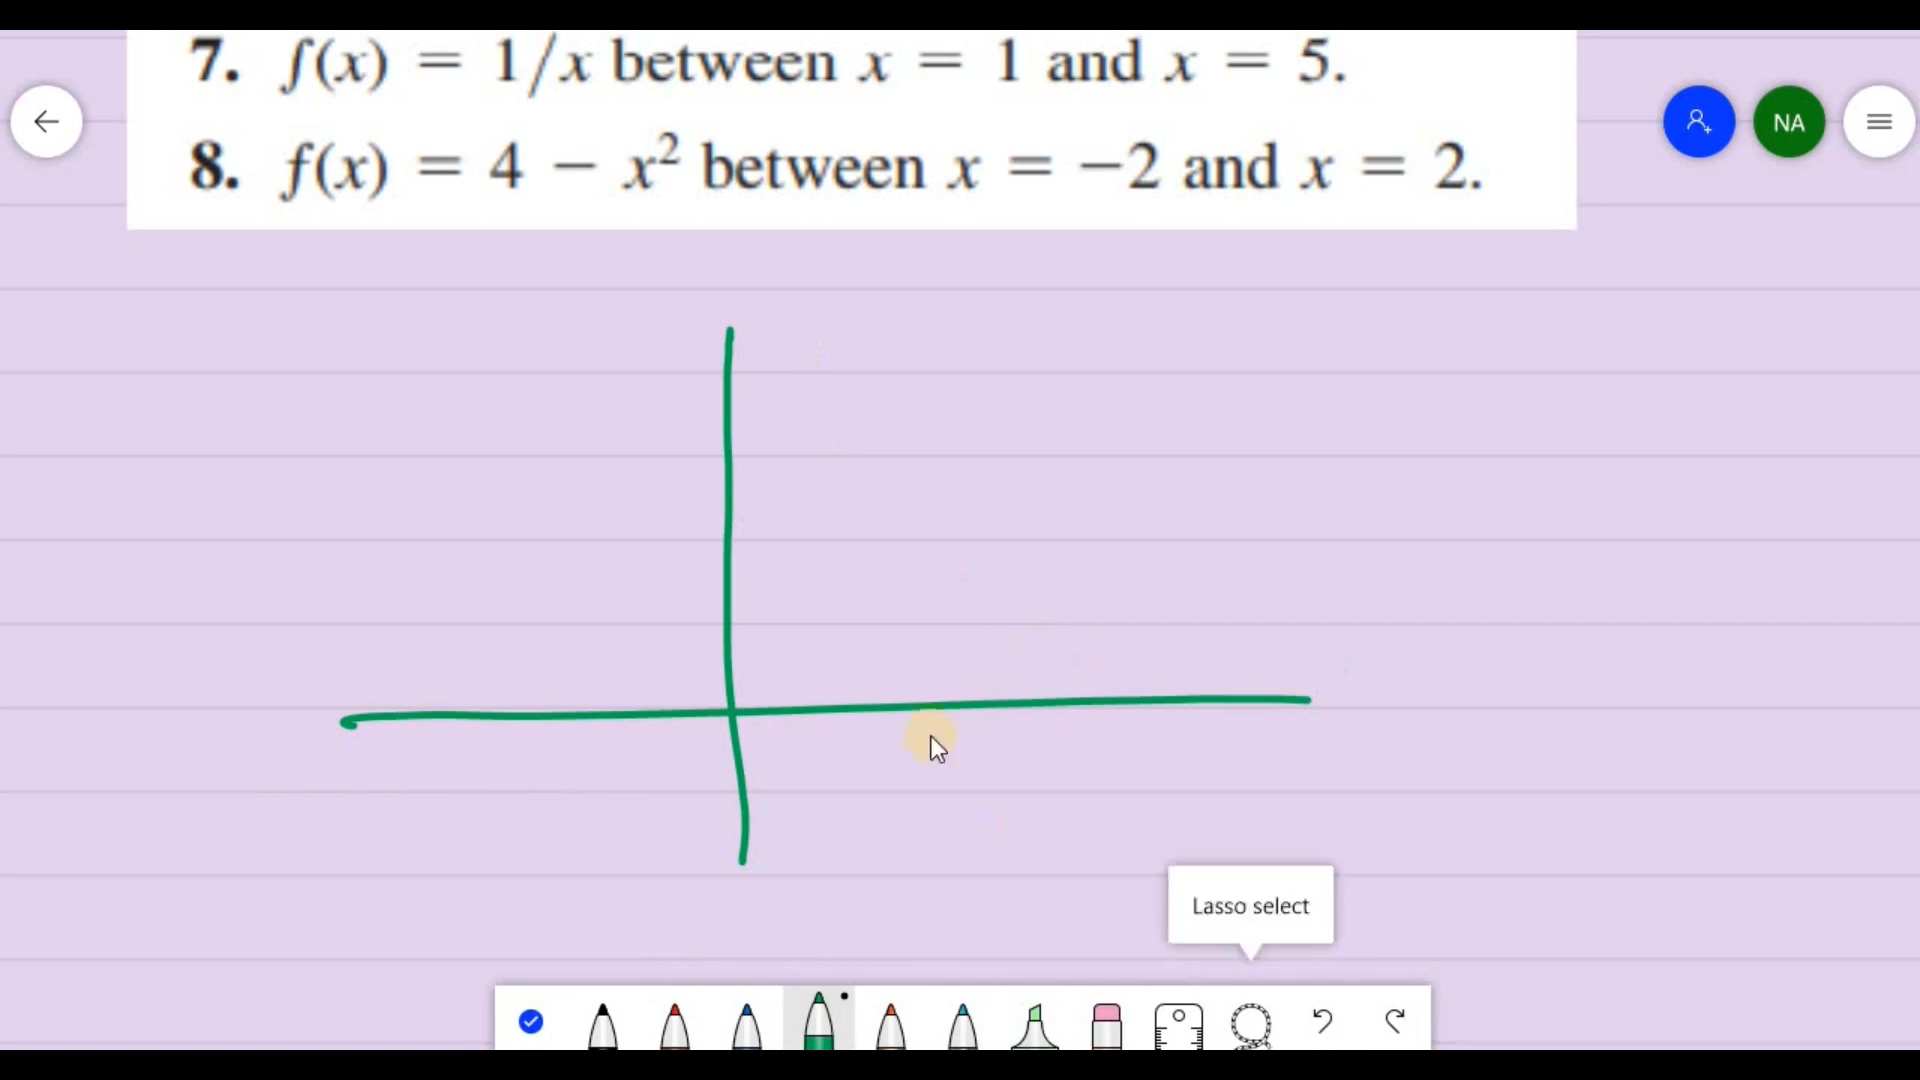 7. f(x) = 1/x between x = 1 and x = 5.
8. f(x) = 4 − x² between x = −2 and x = 2.
NA
Lasso select